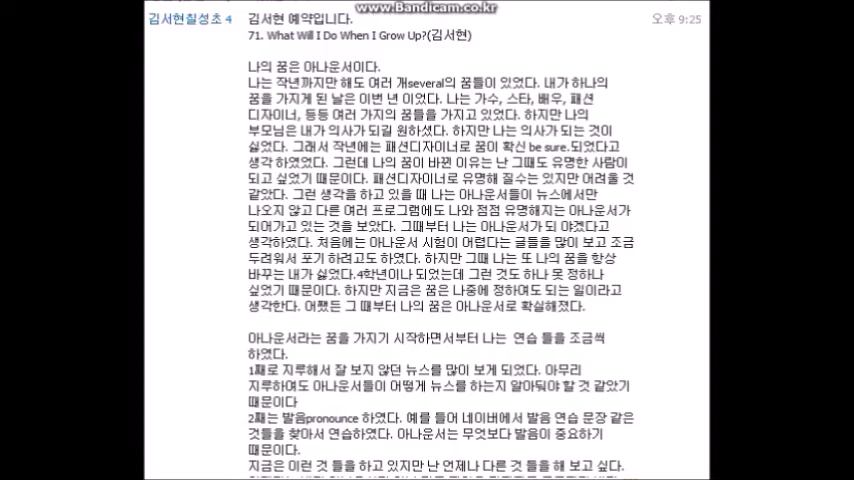 www.Bandicam.co.kr
김서현칠성초 4 김서현 예약입니다. 오후 9:25
71. What Will I Do When I Grow Up?(김서현)
나의 꿈은 아나운서이다.
나는 작년까지만 해도 여러 개several의 꿈들이 있었다. 내가 하나의
꿈을 가지게 된 날은 이번 년 이었다. 나는 가수, 스타, 배우, 패션
디자이너, 등등 여러 가지의 꿈들을 가지고 있었다. 하지만 나의
부모님은 내가 의사가 되길 원하셨다. 하지만 나는 의사가 되는 것이
싫었다. 그래서 작년에는 패션디자이너로 꿈이 확신 be sure.되었다고
생각 하였었다. 그런데 나의 꿈이 바뀐 이유는 난 그때도 유명한 사람이
되고 싶었기 때문이다. 패션디자이너로 유명해 질수는 있지만 어려울 것
같았다. 그런 생각을 하고 있을 때 나는 아나운서들이 뉴스에서만
나오지 않고 다른 여러 프로그램에도 나와 점점 유명해지는 아나운서가
되어가고 있는 것을 보았다. 그때부터 나는 아나운서가 되 야겠다고
생각하였다. 처음에는 아나운서 시험이 어렵다는 글들을 많이 보고 조금
두려워서 포기 하려고도 하였다. 하지만 그때 나는 또 나의 꿈을 항상
바꾸는 내가 싫었다.4학년이나 되었는데 그런 것도 하나 못 정하나
싶었기 때문이다. 하지만 지금은 꿈은 나중에 정하여도 되는 일이라고
생각한다. 어쨌든 그 때부터 나의 꿈은 아나운서로 확실해졌다.
아나운서라는 꿈을 가지기 시작하면서부터 나는 연습 들을 조금씩
하였다.
1째로 지루해서 잘 보지 않던 뉴스를 많이 보게 되었다. 아무리
지루하여도 아나운서들이 어떻게 뉴스를 하는지 알아둬야 할 것 같았기
때문이다
2째는 발음pronounce 하였다. 예를 들어 네이버에서 발음 연습 문장 같은
것들을 찾아서 연습하였다. 아나운서는 무엇보다 발음이 중요하기
때문이다.
지금은 이런 것 들을 하고 있지만 난 언제나 다른 것 들을 해 보고 싶다.